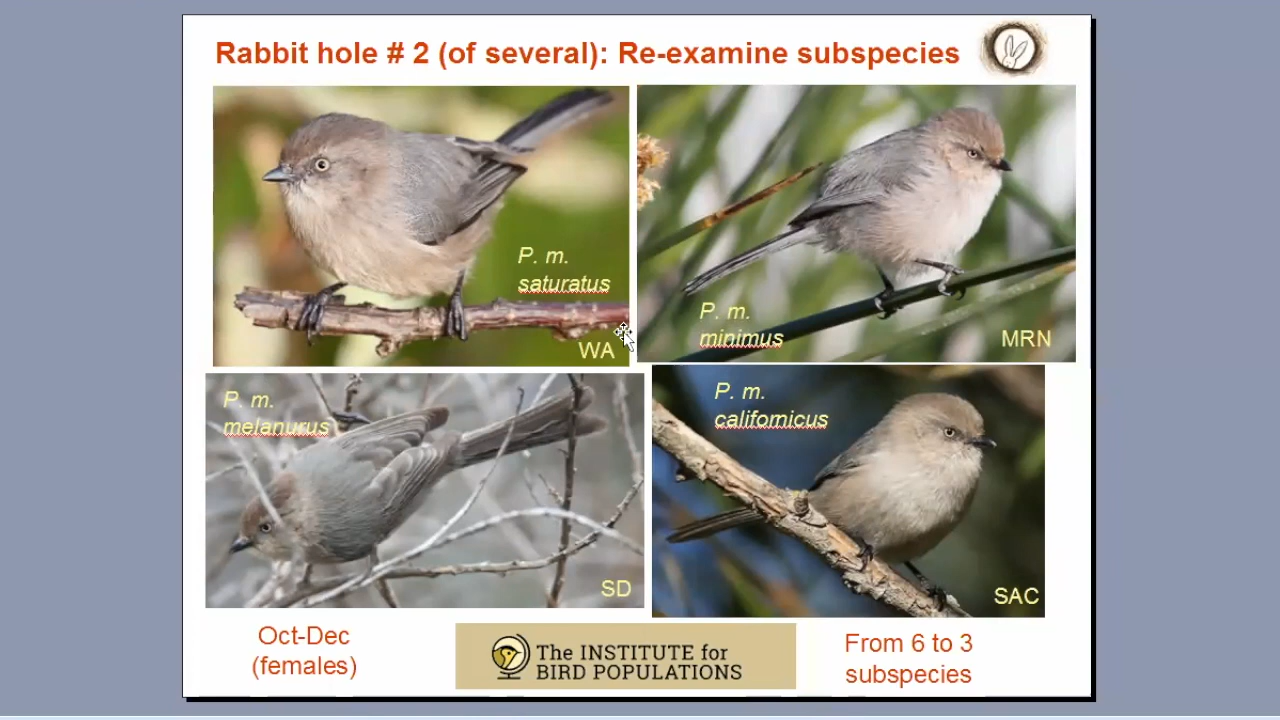 Rabbit hole # 2 (of several): Re-examine subspecies
P. m.
saturatus
WA
P. m.
minimus
MRN
P. m.
melanurus
SD
P. m.
californicus
SAC
Oct-Dec
(females)
The INSTITUTE for
BIRD POPULATIONS
From 6 to 3
subspecies